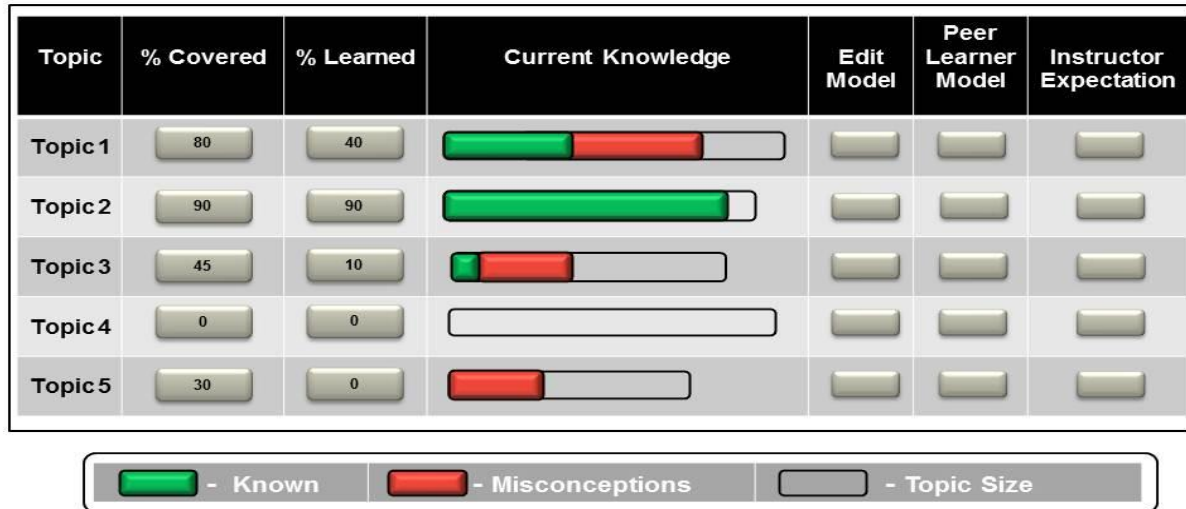 Topic
% Covered
% Learned
Current Knowledge
Edit
Model
Peer
Learner
Model
Instructor
Expectation
Topic 1
80
40
Topic 2
90
90
Topic 3
45
10
Topic 4
0
0
Topic 5
30
0
- Known
- Misconceptions
- Topic Size